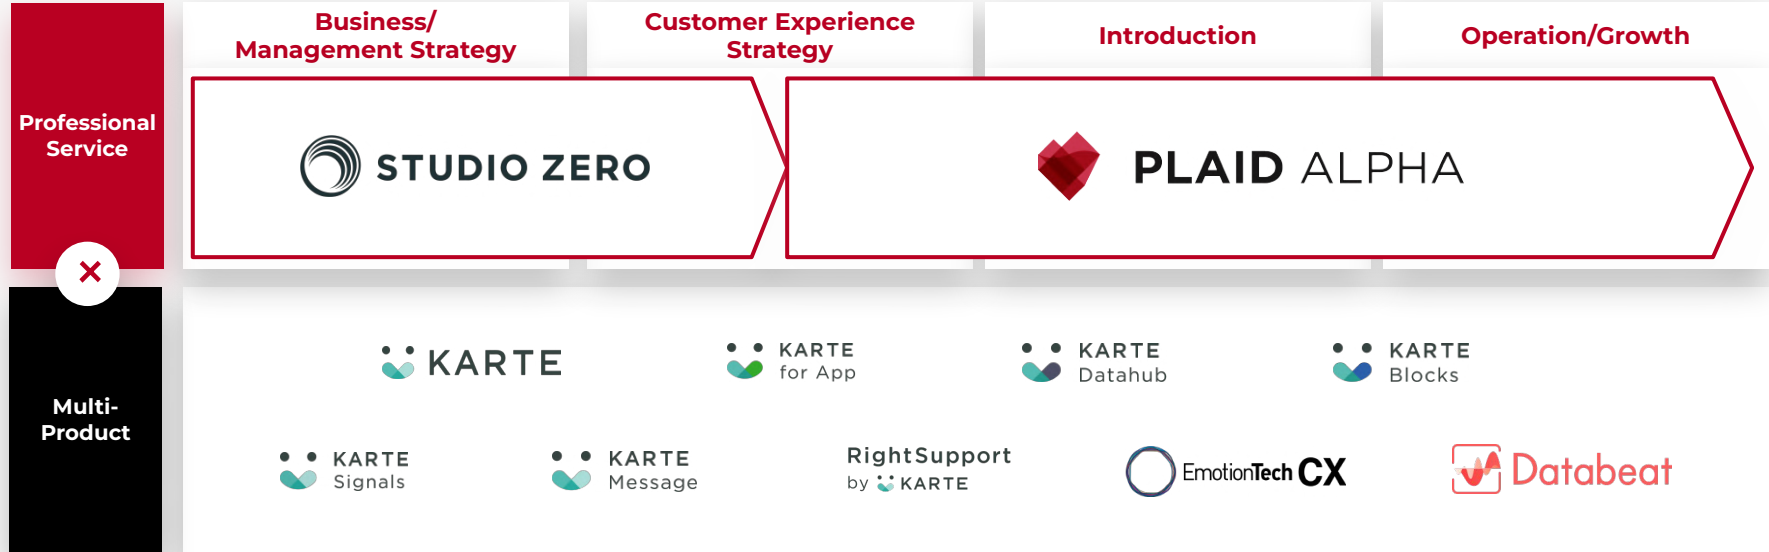 Business/
Management Strategy
Customer Experience
Strategy
Introduction
Operation/Growth
Professional
Service
STUDIO ZERO
PLAID ALPHA
×
Multi-
Product
KARTE
KARTE
for App
KARTE
Datahub
KARTE
Blocks
KARTE
Signals
KARTE
Message
RightSupport
by KARTE
EmotionTech CX
Databeat